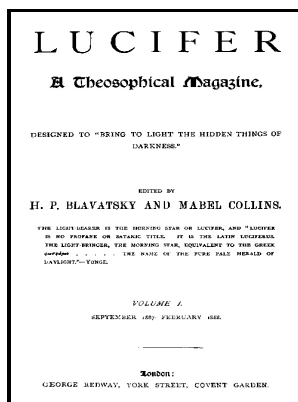 LUCIFER
A Theosophical Magazine,
DESIGNED TO "BRING TO LIGHT THE HIDDEN THINGS OF
DARKNESS."
EDITED BY
H. P. BLAVATSKY AND MABEL COLLINS.
THE LIGHT-BEARER IS THE MORNING STAR OR LUCIFER, AND "LUCIFER
IS NO PROFANE OR SATANIC TITLE. IT IS THE LATIN LUCIFERUS,
THE LIGHT-BRINGER, THE MORNING STAR, EQUIVALENT TO THE GREEK
. . . . . THE NAME OF THE PURE PALE HERALD OF
DAYLIGHT."—YONGE.
VOLUME I.
SEPTEMBER 1887-FEBRUARY 1888.
London:
GEORGE REDWAY, YORK STREET, COVENT GARDEN.